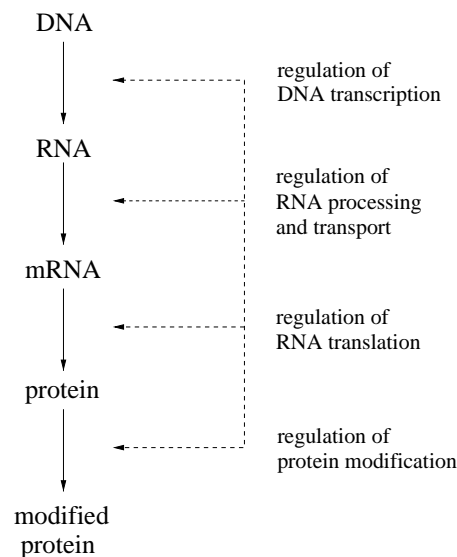 DNA
regulation of
DNA transcription
RNA
regulation of
RNA processing
and transport
mRNA
regulation of
RNA translation
protein
regulation of
protein modification
modified
protein